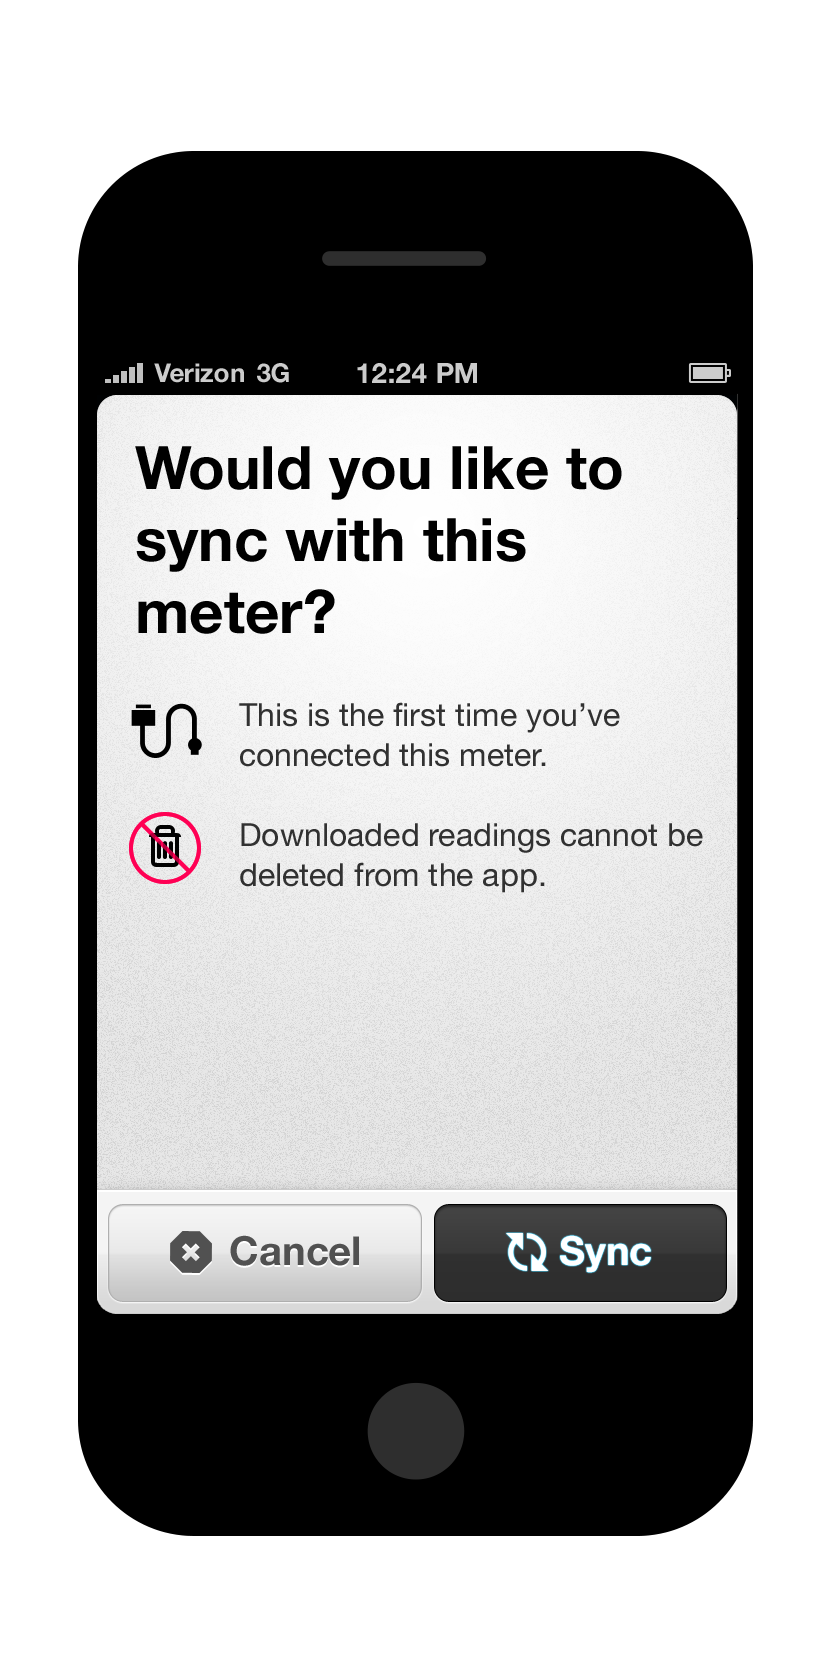 Verizon 3G 12:24 PM
Would you like to
sync with this
meter?
This is the first time you’ve
connected this meter.
Downloaded readings cannot be
deleted from the app.
Cancel Sync